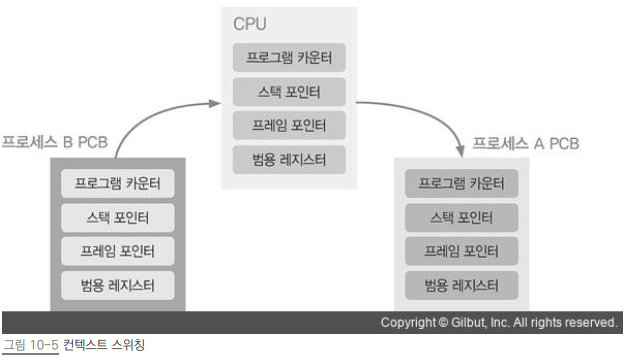 CPU
프로그램 카운터
스택 포인터
프레임 포인터
범용 레지스터
프로세스 B PCB
프로그램 카운터
스택 포인터
프레임 포인터
범용 레지스터
프로세스 A PCB
프로그램 카운터
스택 포인터
프레임 포인터
범용 레지스터
Copyright © Gilbut, Inc. All rights reserved.
그림 10-5 컨텍스트 스위칭